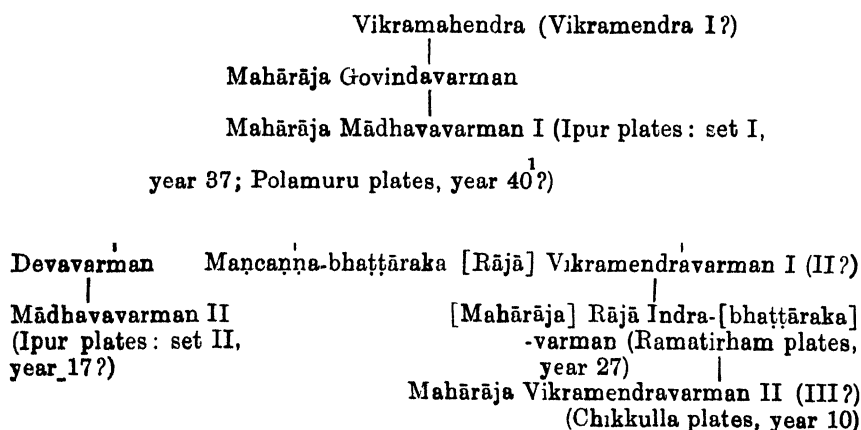 Vikramahendra (Vikramendra I?)
Mahārāja Govindavarman
Mahārāja Mādhavavarman I (Ipur plates: set I,
year 37; Polamuru plates, year 40¹?)
Devavarman Maṇcaṇṇa-bhaṭṭāraka [Rājā] Vikramendravarman I (II?)
Mādhavavarman II [Mahārāja] Rājā Indra-[bhaṭṭāraka]
(Ipur plates: set II, -varman (Ramatirham plates,
year 17?) year 27)
Mahārāja Vikramendravarman II (III?)
(Chikkulla plates, year 10)